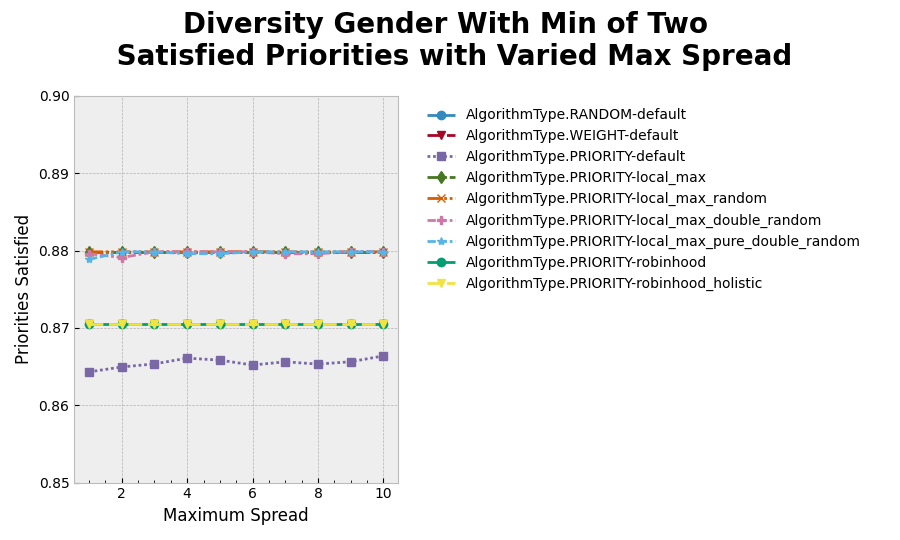 Diversity Gender With Min of Two
Satisfied Priorities with Varied Max Spread
0.90
0.89
0.88
0.87
0.86
0.85
Priorities Satisfied
2 4 6 8 10
Maximum Spread
AlgorithmType.RANDOM-default
AlgorithmType.WEIGHT-default
AlgorithmType.PRIORITY-default
AlgorithmType.PRIORITY-local_max
AlgorithmType.PRIORITY-local_max_random
AlgorithmType.PRIORITY-local_max_double_random
AlgorithmType.PRIORITY-local_max_pure_double_random
AlgorithmType.PRIORITY-robinhood
AlgorithmType.PRIORITY-robinhood_holistic